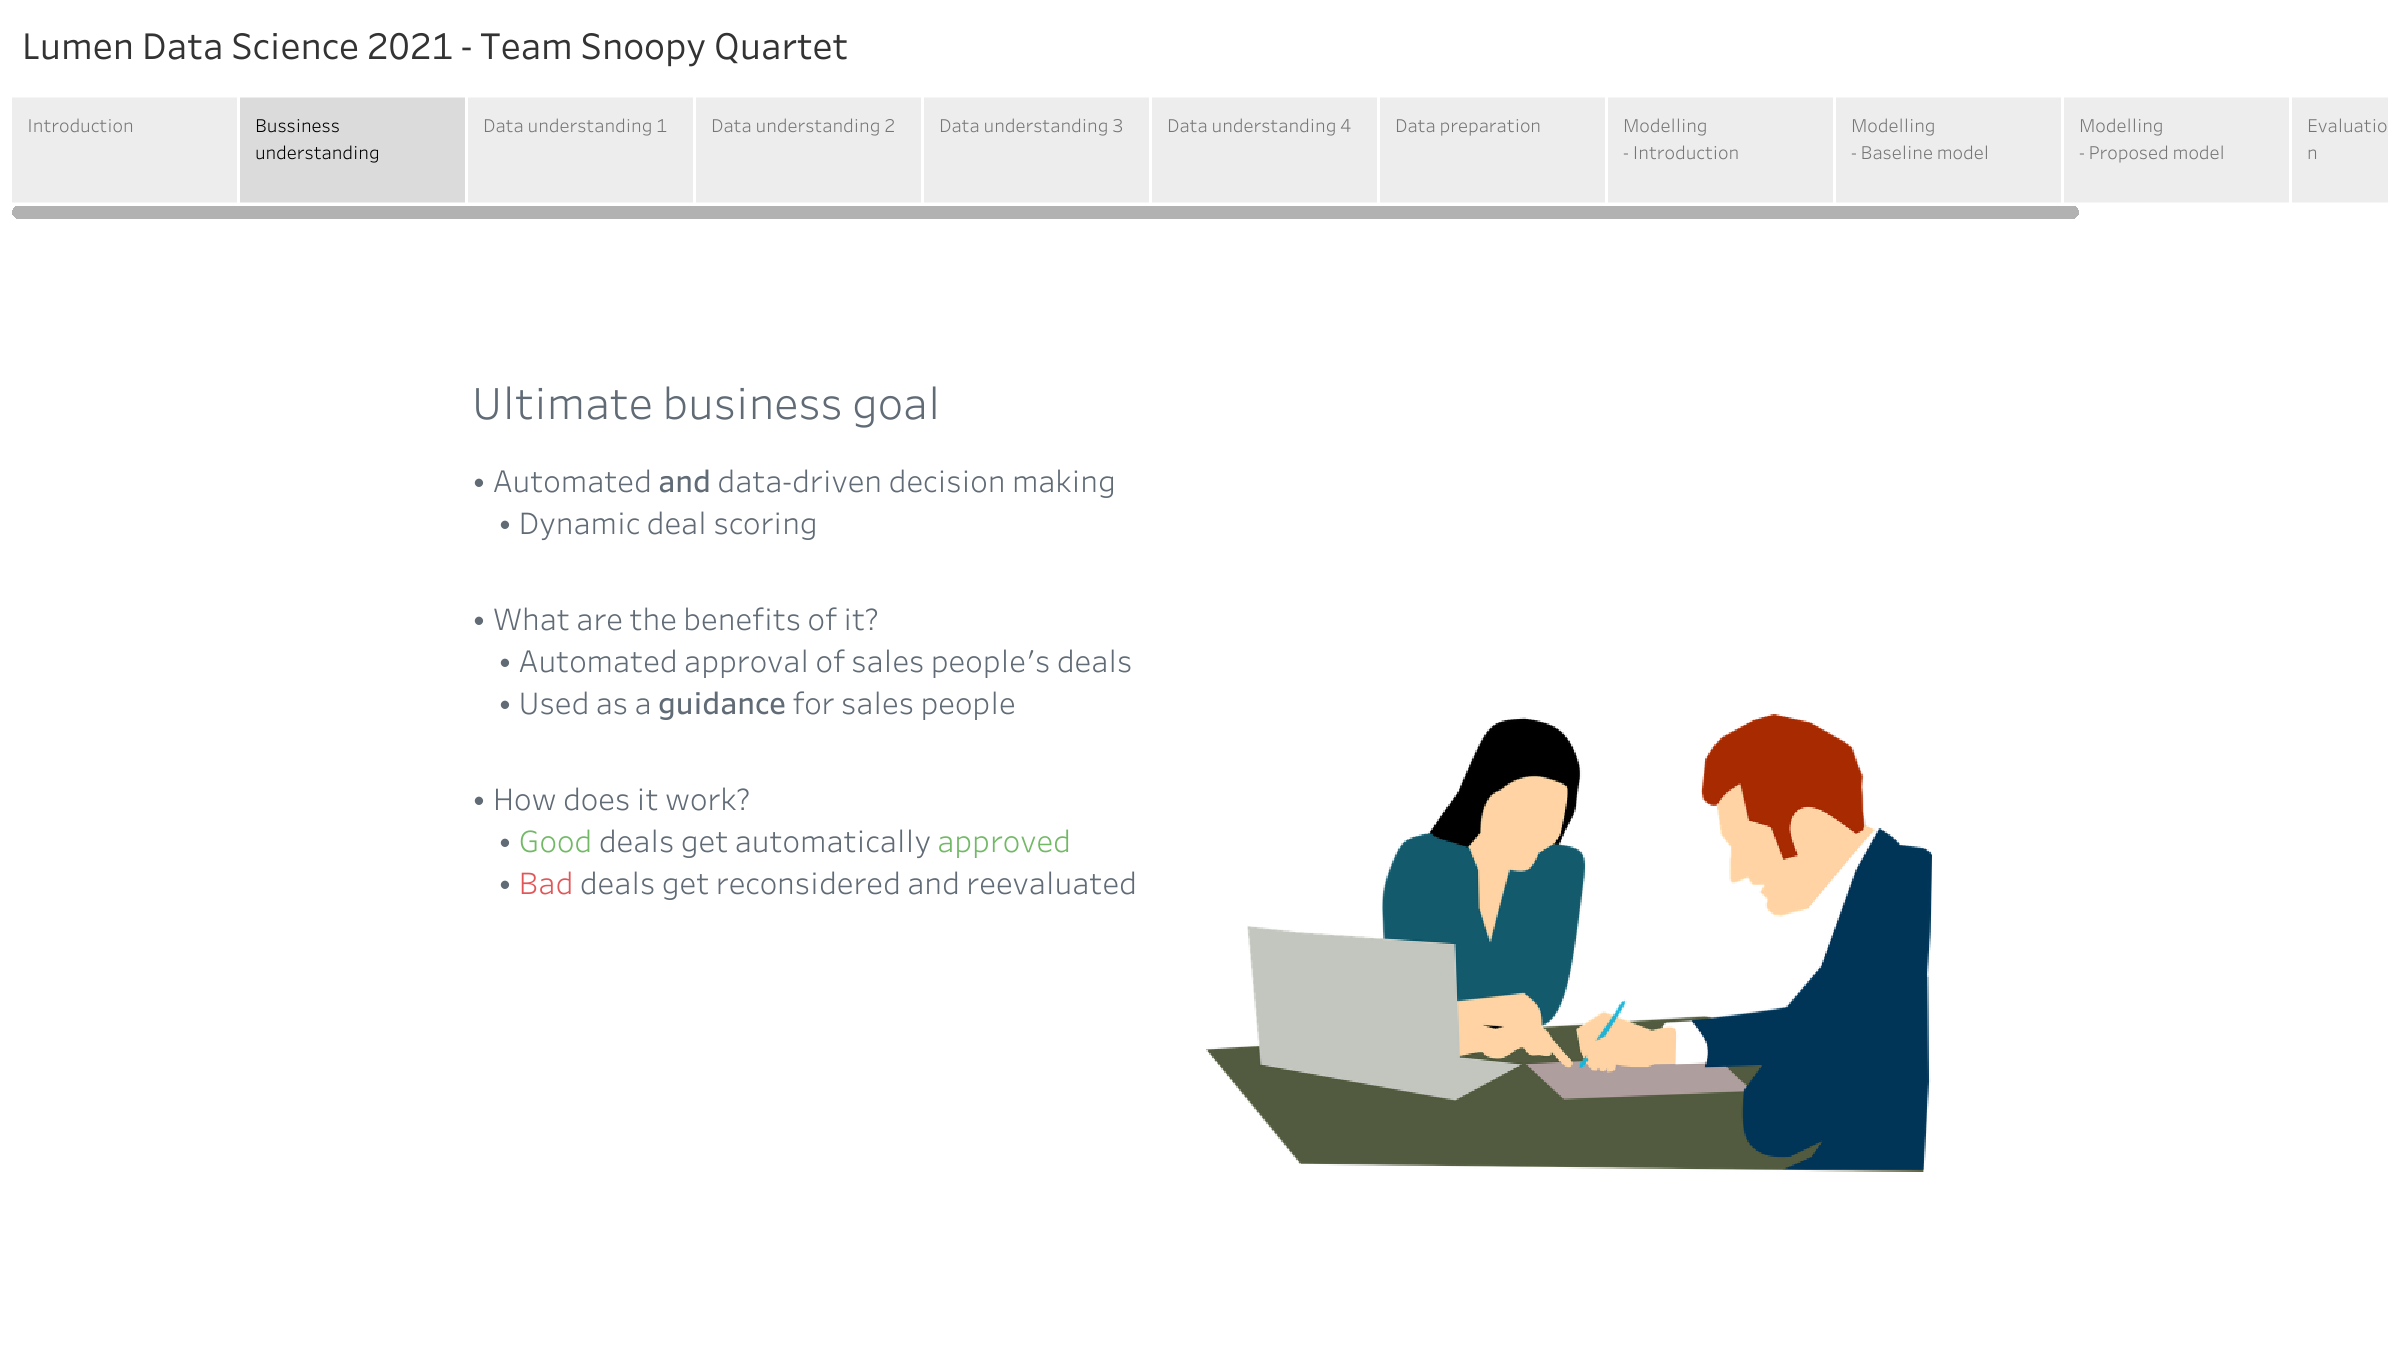 Lumen Data Science 2021 - Team Snoopy Quartet
Introduction
Bussiness
understanding
Data understanding 1
Data understanding 2
Data understanding 3
Data understanding 4
Data preparation
Modelling
- Introduction
Modelling
- Baseline model
Modelling
- Proposed model
Evaluatio
n
Ultimate business goal
• Automated and data-driven decision making
• Dynamic deal scoring
• What are the benefits of it?
• Automated approval of sales people’s deals
• Used as a guidance for sales people
• How does it work?
• Good deals get automatically approved
• Bad deals get reconsidered and reevaluated